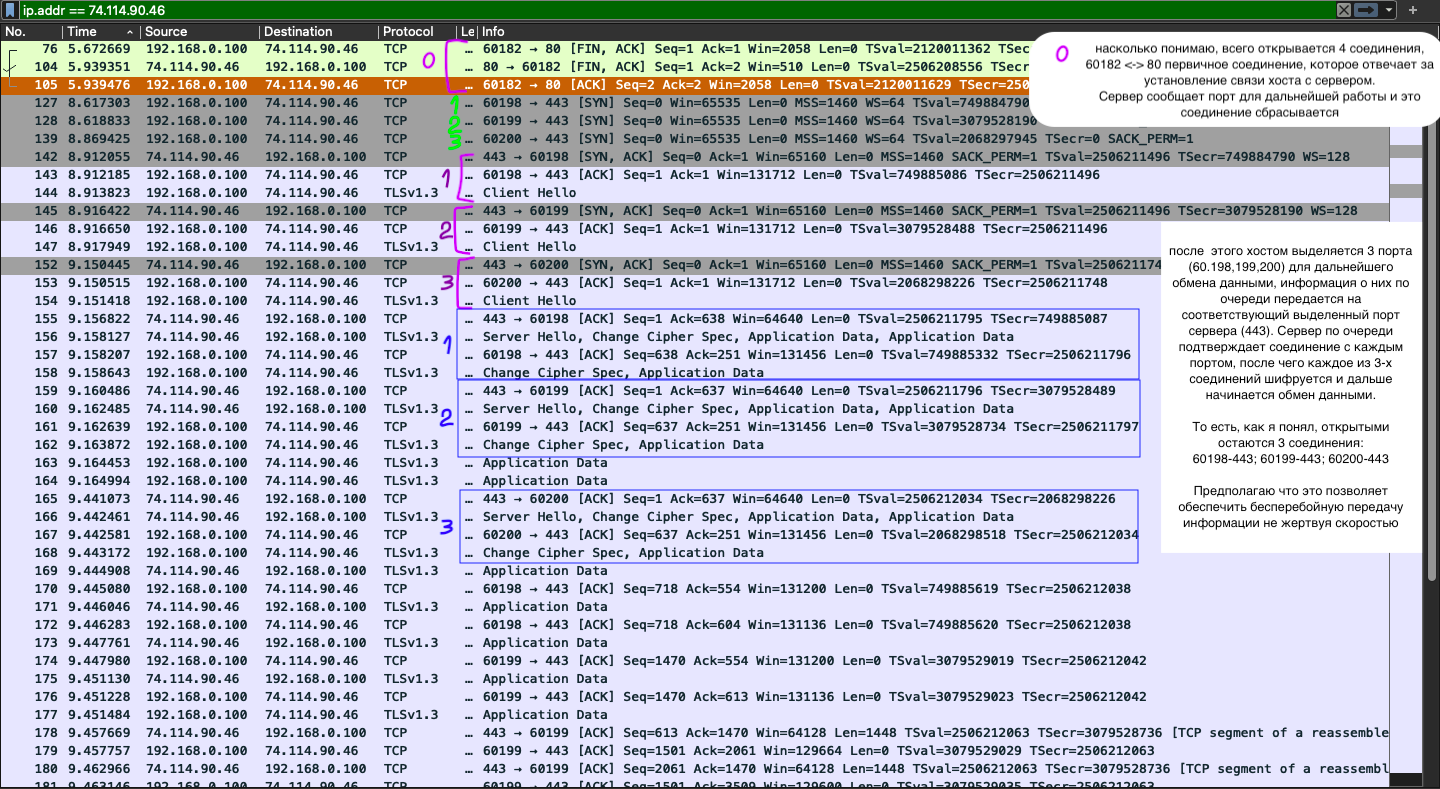 ip.addr == 74.114.90.46
No. Time Source Destination Protocol Le Info
76 5.672669 192.168.0.100 74.114.90.46 TCP … 60182 → 80 [FIN, ACK] Seq=1 Ack=1 Win=2058 Len=0 TSval=2120011362 TSec
104 5.939351 74.114.90.46 192.168.0.100 TCP … 80 → 60182 [FIN, ACK] Seq=1 Ack=2 Win=510 Len=0 TSval=2506208556 TSecr
105 5.939476 192.168.0.100 74.114.90.46 TCP … 60182 → 80 [ACK] Seq=2 Ack=2 Win=2058 Len=0 TSval=2120011629 TSecr=250
0
0 насколько понимаю, всего открывается 4 соединения,
60182 <-> 80 первичное соединение, которое отвечает за
установление связи хоста с сервером.
Сервер сообщает порт для дальнейшей работы и это
соединение сбрасывается
127 8.617303 192.168.0.100 74.114.90.46 TCP 1 … 60198 → 443 [SYN] Seq=0 Win=65535 Len=0 MSS=1460 WS=64 TSval=749884790
128 8.618833 192.168.0.100 74.114.90.46 TCP 2 … 60199 → 443 [SYN] Seq=0 Win=65535 Len=0 MSS=1460 WS=64 TSval=3079528190
139 8.869425 192.168.0.100 74.114.90.46 TCP 3 … 60200 → 443 [SYN] Seq=0 Win=65535 Len=0 MSS=1460 WS=64 TSval=2068297945 TSecr=0 SACK_PERM=1
142 8.912055 74.114.90.46 192.168.0.100 TCP … 443 → 60198 [SYN, ACK] Seq=0 Ack=1 Win=65160 Len=0 MSS=1460 SACK_PERM=1 TSval=2506211496 TSecr=749884790 WS=128
143 8.912185 192.168.0.100 74.114.90.46 TCP 1 … 60198 → 443 [ACK] Seq=1 Ack=1 Win=131712 Len=0 TSval=749885086 TSecr=2506211496
144 8.913823 192.168.0.100 74.114.90.46 TLSv1.3 … Client Hello
145 8.916422 74.114.90.46 192.168.0.100 TCP … 443 → 60199 [SYN, ACK] Seq=0 Ack=1 Win=65160 Len=0 MSS=1460 SACK_PERM=1 TSval=2506211496 TSecr=3079528190 WS=128
146 8.916650 192.168.0.100 74.114.90.46 TCP 2 … 60199 → 443 [ACK] Seq=1 Ack=1 Win=131712 Len=0 TSval=3079528488 TSecr=2506211496
147 8.917949 192.168.0.100 74.114.90.46 TLSv1.3 … Client Hello
152 9.150445 74.114.90.46 192.168.0.100 TCP … 443 → 60200 [SYN, ACK] Seq=0 Ack=1 Win=65160 Len=0 MSS=1460 SACK_PERM=1 TSval=250621174
153 9.150515 192.168.0.100 74.114.90.46 TCP 3 … 60200 → 443 [ACK] Seq=1 Ack=1 Win=131712 Len=0 TSval=2068298226 TSecr=2506211748
154 9.151418 192.168.0.100 74.114.90.46 TLSv1.3 … Client Hello
155 9.156822 74.114.90.46 192.168.0.100 TCP … 443 → 60198 [ACK] Seq=1 Ack=638 Win=64640 Len=0 TSval=2506211795 TSecr=749885087
156 9.158127 74.114.90.46 192.168.0.100 TLSv1.3 1 … Server Hello, Change Cipher Spec, Application Data, Application Data
157 9.158207 192.168.0.100 74.114.90.46 TCP … 60198 → 443 [ACK] Seq=638 Ack=251 Win=131456 Len=0 TSval=749885332 TSecr=2506211796
158 9.158643 192.168.0.100 74.114.90.46 TLSv1.3 … Change Cipher Spec, Application Data
159 9.160486 74.114.90.46 192.168.0.100 TCP … 443 → 60199 [ACK] Seq=1 Ack=637 Win=64640 Len=0 TSval=2506211796 TSecr=3079528489
160 9.162485 74.114.90.46 192.168.0.100 TLSv1.3 2 … Server Hello, Change Cipher Spec, Application Data, Application Data
161 9.162639 192.168.0.100 74.114.90.46 TCP … 60199 → 443 [ACK] Seq=637 Ack=251 Win=131456 Len=0 TSval=3079528734 TSecr=2506211797
162 9.163872 192.168.0.100 74.114.90.46 TLSv1.3 … Change Cipher Spec, Application Data
163 9.164453 192.168.0.100 74.114.90.46 TLSv1.3 … Application Data
164 9.164994 192.168.0.100 74.114.90.46 TLSv1.3 … Application Data
165 9.441073 74.114.90.46 192.168.0.100 TCP … 443 → 60200 [ACK] Seq=1 Ack=637 Win=64640 Len=0 TSval=2506212034 TSecr=2068298226
166 9.442461 74.114.90.46 192.168.0.100 TLSv1.3 3 … Server Hello, Change Cipher Spec, Application Data, Application Data
167 9.442581 192.168.0.100 74.114.90.46 TCP … 60200 → 443 [ACK] Seq=637 Ack=251 Win=131456 Len=0 TSval=2068298518 TSecr=2506212034
168 9.443172 192.168.0.100 74.114.90.46 TLSv1.3 … Change Cipher Spec, Application Data
после этого хостом выделяется 3 порта
(60.198,199,200) для дальнейшего
обмена данными, информация о них по
очереди передается на
соответствующий выделенный порт
сервера (443). Сервер по очереди
подтверждает соединение с каждым
портом, после чего каждое из 3-х
соединений шифруется и дальше
начинается обмен данными.
То есть, как я понял, открытыми
остаются 3 соединения:
60198-443; 60199-443; 60200-443
Предполагаю что это позволяет
обеспечить бесперебойную передачу
информации не жертвуя скоростью
169 9.444908 74.114.90.46 192.168.0.100 TLSv1.3 … Application Data
170 9.445080 192.168.0.100 74.114.90.46 TCP … 60198 → 443 [ACK] Seq=718 Ack=554 Win=131200 Len=0 TSval=749885619 TSecr=2506212038
171 9.446046 74.114.90.46 192.168.0.100 TLSv1.3 … Application Data
172 9.446283 192.168.0.100 74.114.90.46 TCP … 60198 → 443 [ACK] Seq=718 Ack=604 Win=131136 Len=0 TSval=749885620 TSecr=2506212038
173 9.447761 74.114.90.46 192.168.0.100 TLSv1.3 … Application Data
174 9.447980 192.168.0.100 74.114.90.46 TCP … 60199 → 443 [ACK] Seq=1470 Ack=554 Win=131200 Len=0 TSval=3079529019 TSecr=2506212042
175 9.451130 74.114.90.46 192.168.0.100 TLSv1.3 … Application Data
176 9.451228 192.168.0.100 74.114.90.46 TCP … 60199 → 443 [ACK] Seq=1470 Ack=613 Win=131136 Len=0 TSval=3079529023 TSecr=2506212042
177 9.451484 192.168.0.100 74.114.90.46 TLSv1.3 … Application Data
178 9.457669 74.114.90.46 192.168.0.100 TCP … 443 → 60199 [ACK] Seq=613 Ack=1470 Win=64128 Len=1448 TSval=2506212063 TSecr=3079528736 [TCP segment of a reassemble
179 9.457757 192.168.0.100 74.114.90.46 TCP … 60199 → 443 [ACK] Seq=1501 Ack=2061 Win=129664 Len=0 TSval=3079529029 TSecr=2506212063
180 9.462966 74.114.90.46 192.168.0.100 TCP … 443 → 60199 [ACK] Seq=2061 Ack=1470 Win=64128 Len=1448 TSval=2506212063 TSecr=3079528736 [TCP segment of a reassembl
181 9.463146 192.168.0.100 74.114.90.46 TCP … 60199 → 443 [ACK] Seq=1501 Ack=3509 Win=129600 Len=0 TSval=3079529035 TSecr=2506212063